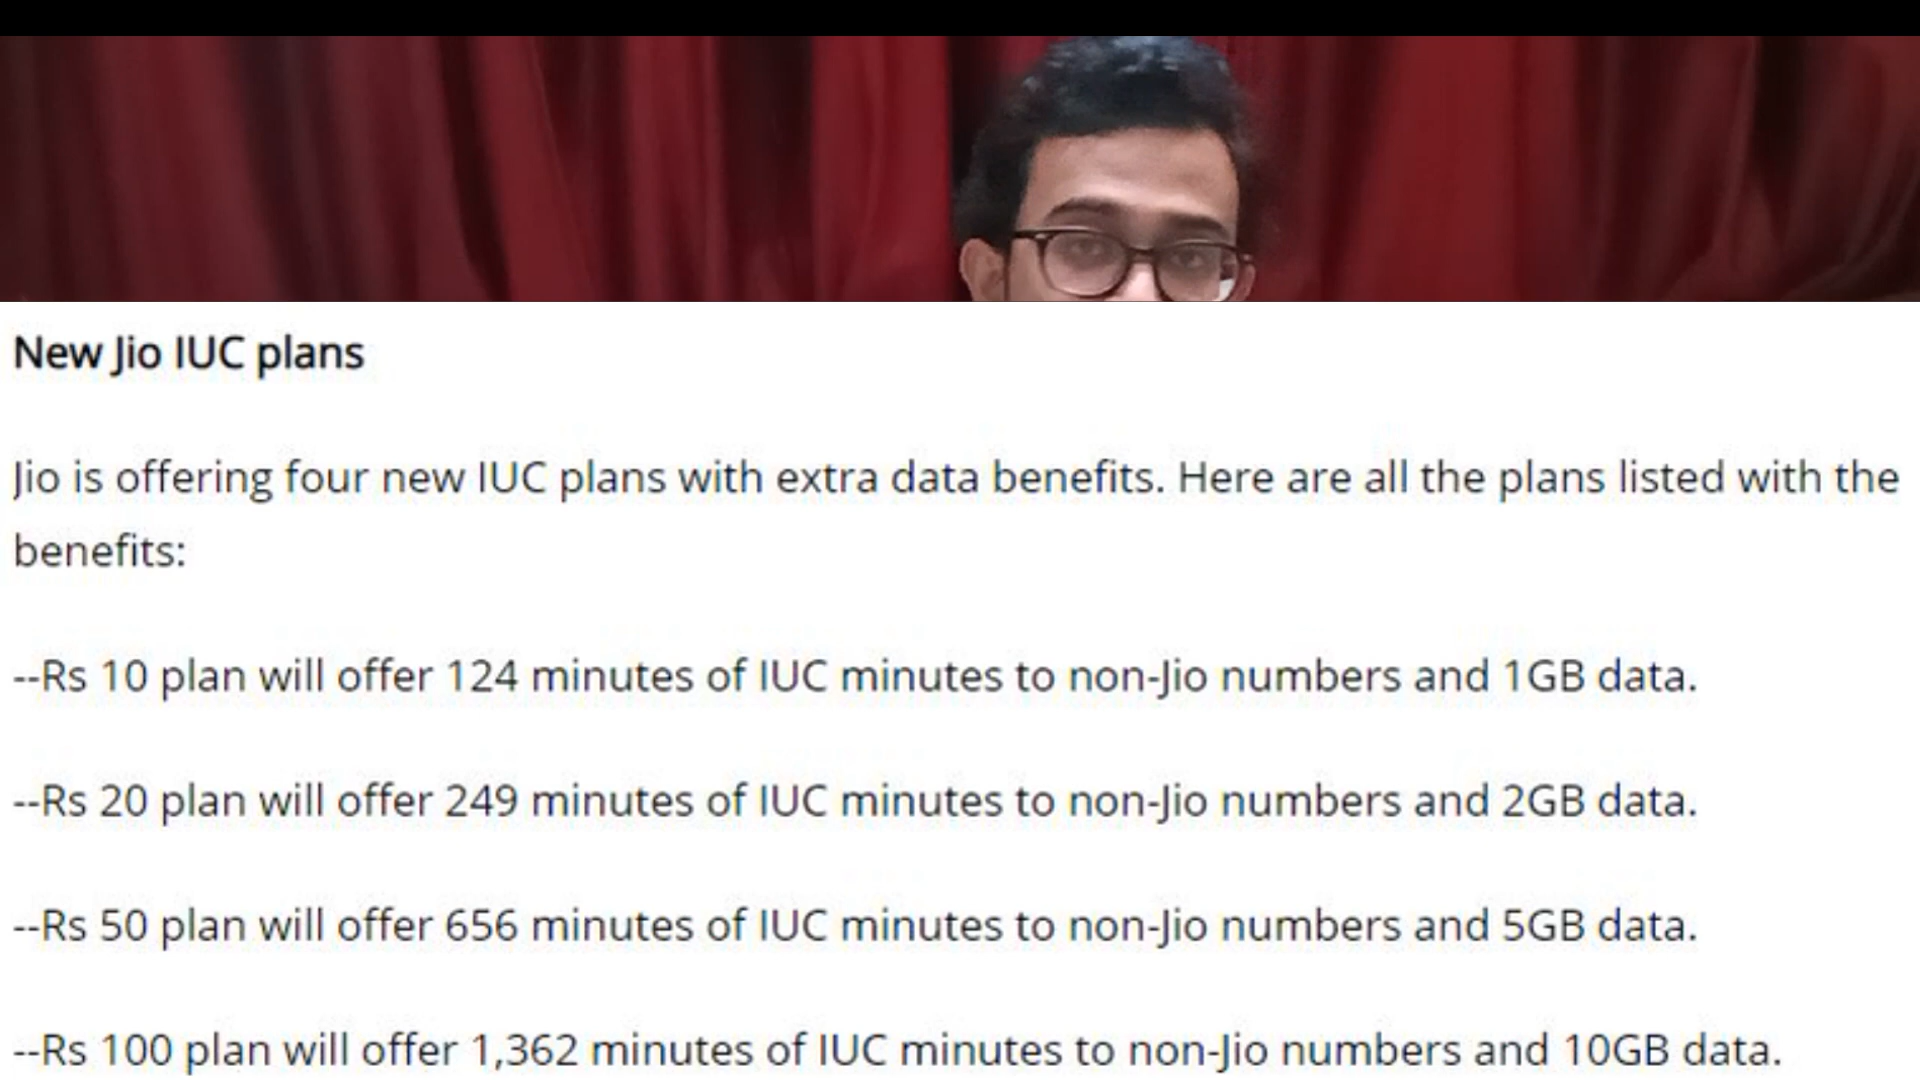 New Jio IUC plans
Jio is offering four new IUC plans with extra data benefits. Here are all the plans listed with the
benefits:
--Rs 10 plan will offer 124 minutes of IUC minutes to non-Jio numbers and 1GB data.
--Rs 20 plan will offer 249 minutes of IUC minutes to non-Jio numbers and 2GB data.
--Rs 50 plan will offer 656 minutes of IUC minutes to non-Jio numbers and 5GB data.
--Rs 100 plan will offer 1,362 minutes of IUC minutes to non-Jio numbers and 10GB data.